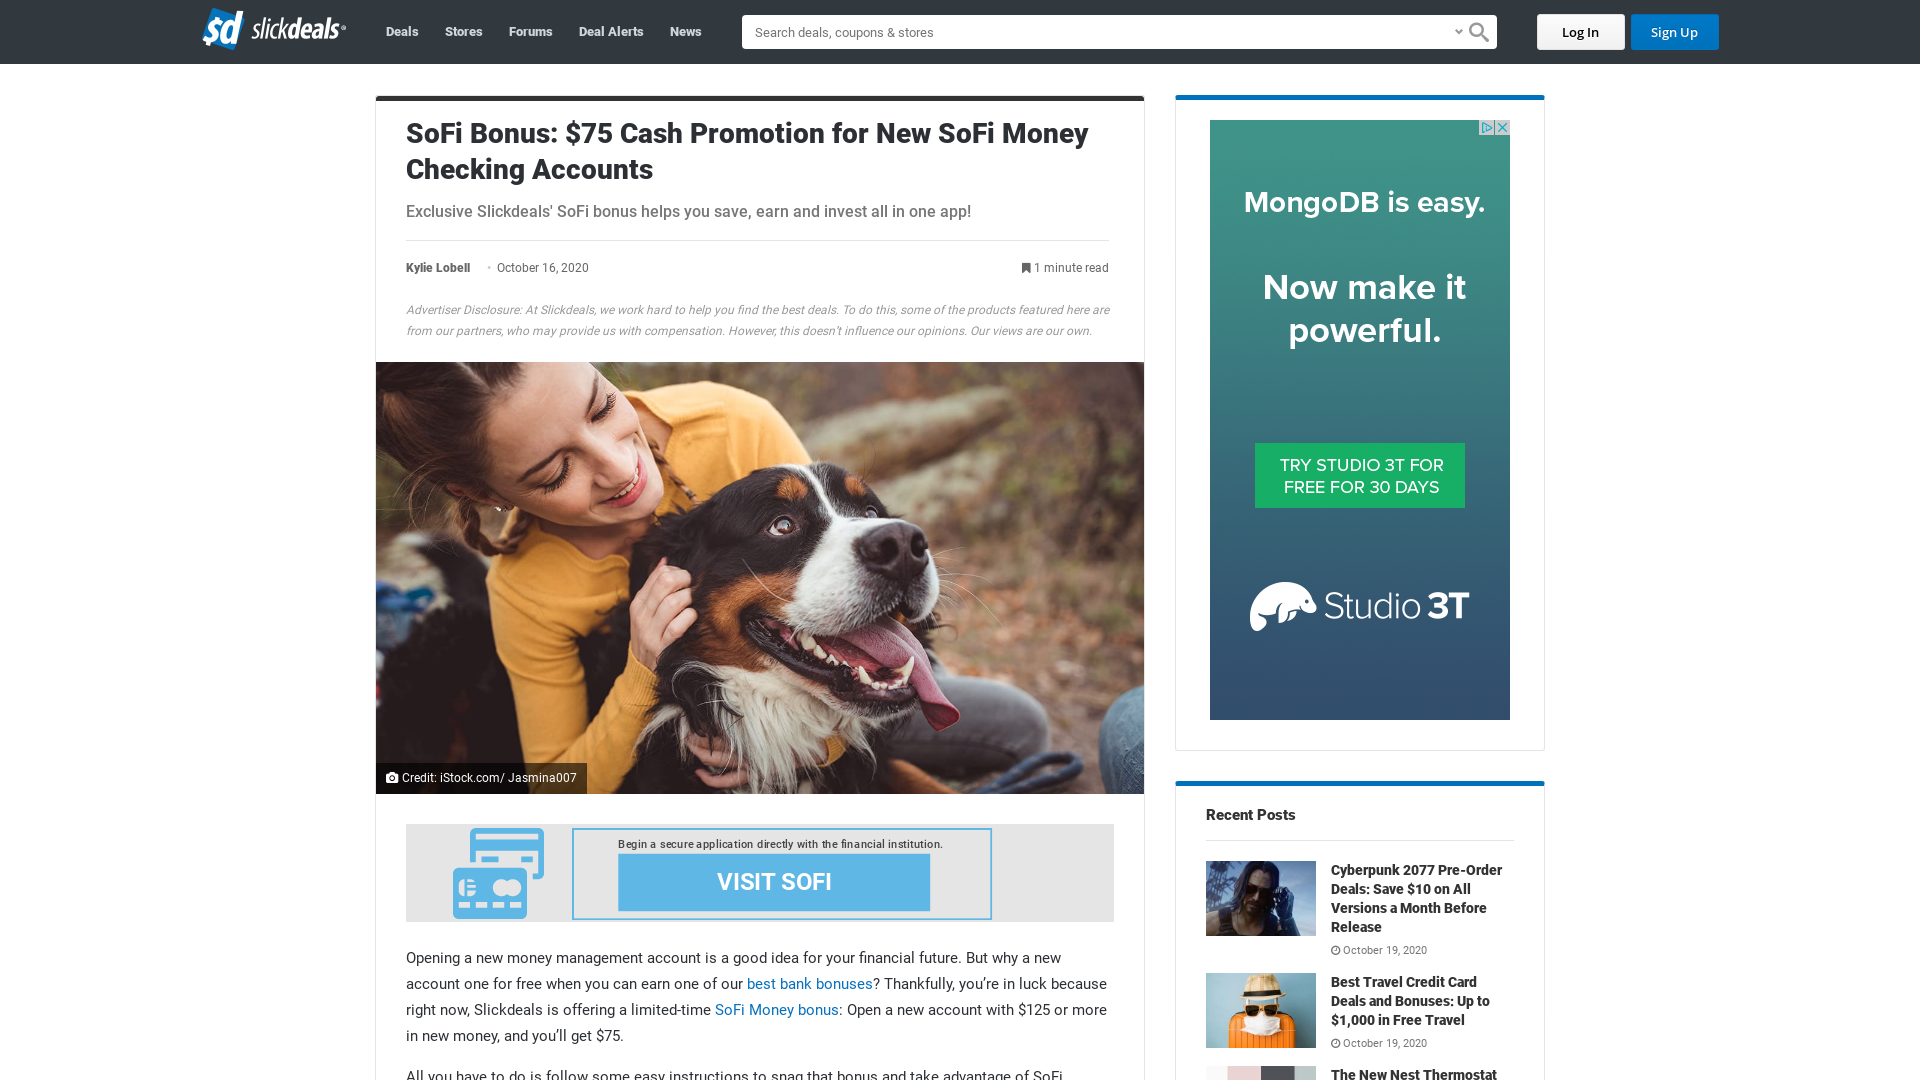 sd slickdeals
Deals
Stores
Forums
Deal Alerts
News
Search deals, coupons & stores
Log In
Sign Up
SoFi Bonus: $75 Cash Promotion for New SoFi Money
Checking Accounts
Exclusive Slickdeals' SoFi bonus helps you save, earn and invest all in one app!
Kylie Lobell • October 16, 2020
1 minute read
Advertiser Disclosure: At Slickdeals, we work hard to help you find the best deals. To do this, some of the products featured here are
from our partners, who may provide us with compensation. However, this doesn’t influence our opinions. Our views are our own.
Credit: iStock.com/ Jasmina007
Begin a secure application directly with the financial institution.
VISIT SOFI
Opening a new money management account is a good idea for your financial future. But why a new
account one for free when you can earn one of our best bank bonuses? Thankfully, you’re in luck because
right now, Slickdeals is offering a limited-time SoFi Money bonus: Open a new account with $125 or more
in new money, and you’ll get $75.
All you have to do is follow some easy instructions to snag that bonus and take advantage of SoFi
MongoDB is easy.
Now make it
powerful.
TRY STUDIO 3T FOR
FREE FOR 30 DAYS
Studio 3T
Recent Posts
Cyberpunk 2077 Pre-Order
Deals: Save $10 on All
Versions a Month Before
Release
October 19, 2020
Best Travel Credit Card
Deals and Bonuses: Up to
$1,000 in Free Travel
October 19, 2020
The New Nest Thermostat